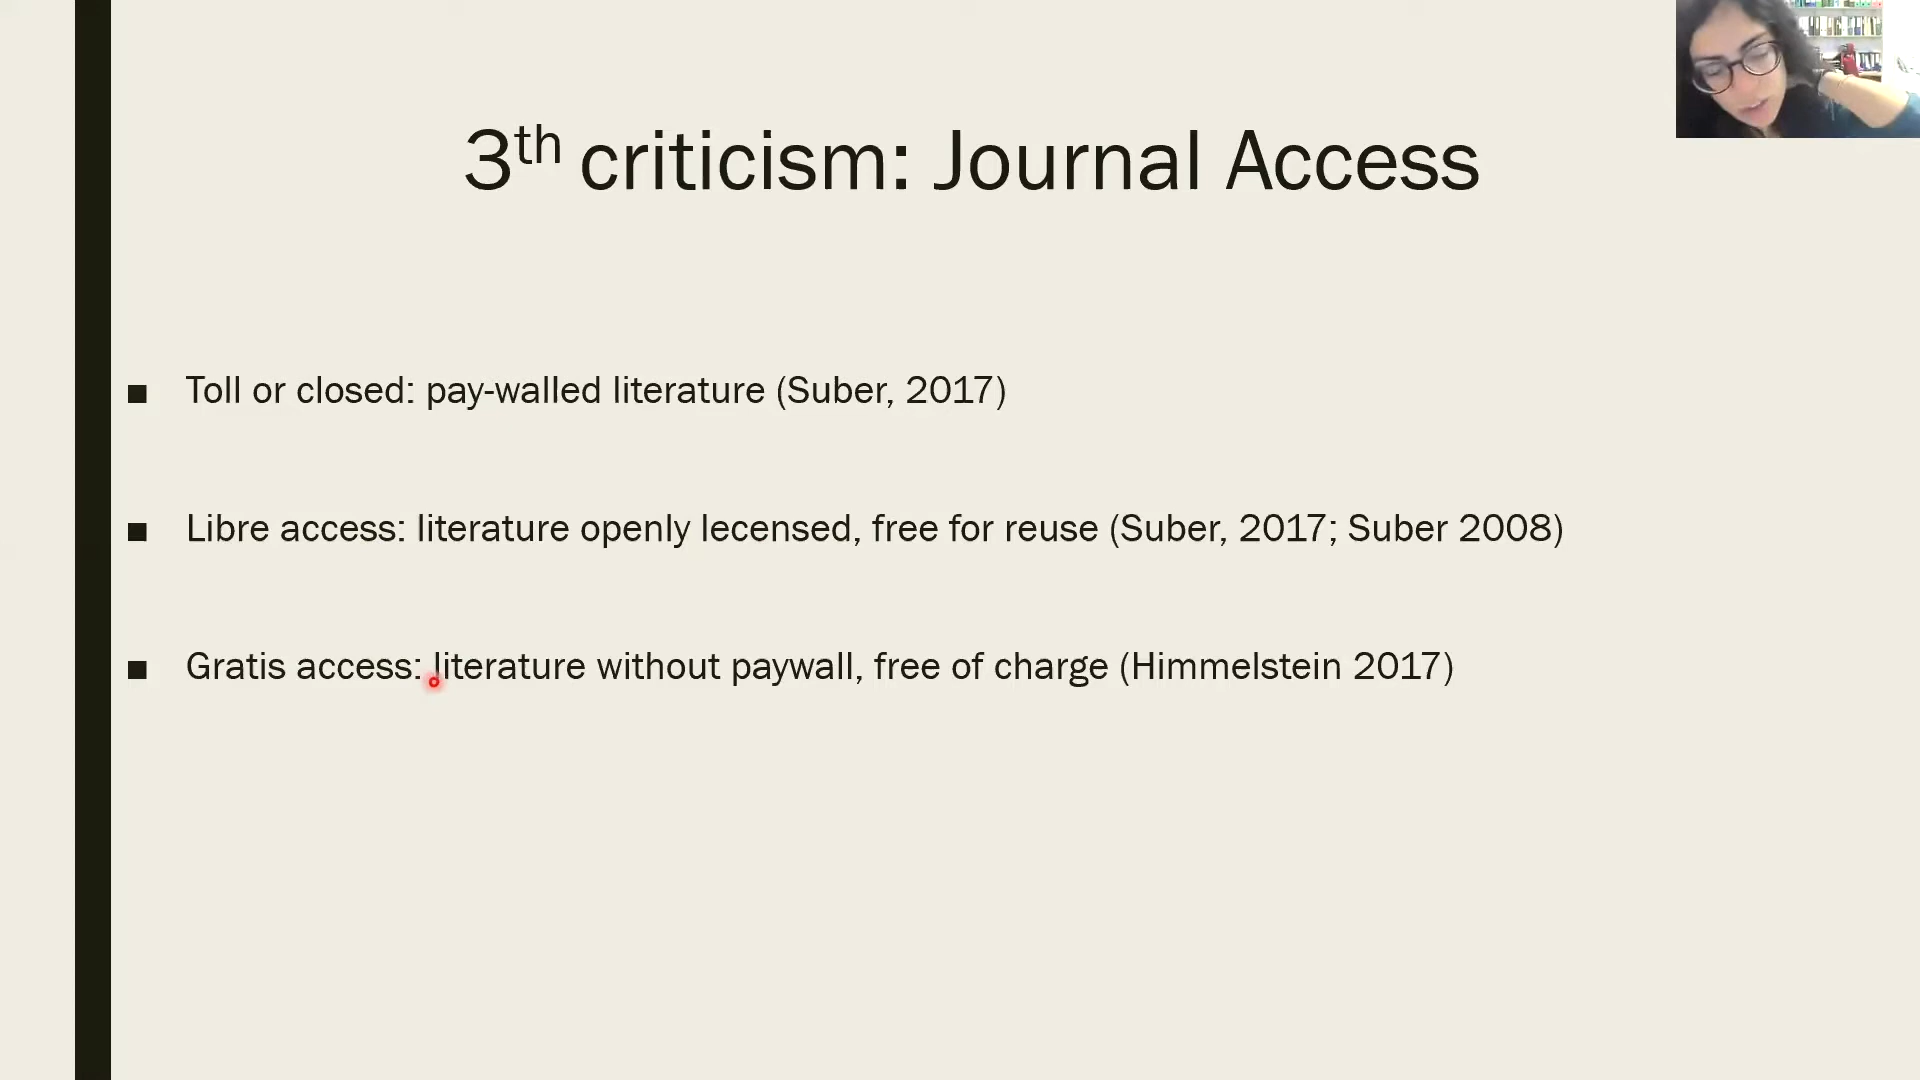 3th criticism: Journal Access
■ Toll or closed: pay-walled literature (Suber, 2017)
■ Libre access: literature openly lecensed, free for reuse (Suber, 2017; Suber 2008)
■ Gratis access: literature without paywall, free of charge (Himmelstein 2017)